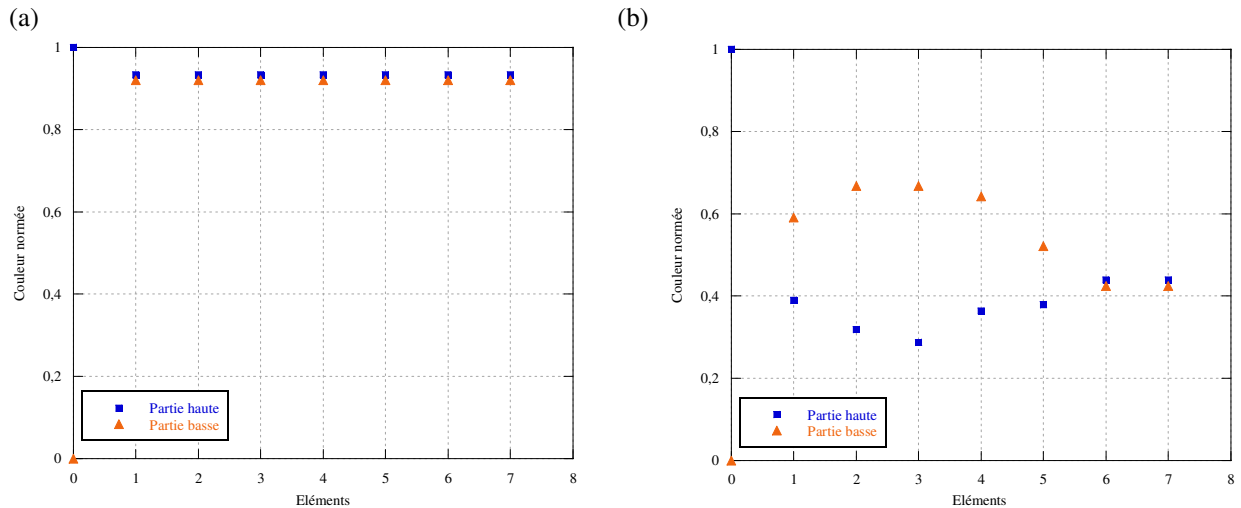 (a)
1
0,8
0,6
0,4
0,2
0
Couleur normée
Partie haute
Partie basse
0 1 2 3 4 5 6 7 8
Eléments
(b)
1
0,8
0,6
0,4
0,2
0
Couleur normée
Partie haute
Partie basse
0 1 2 3 4 5 6 7 8
Eléments